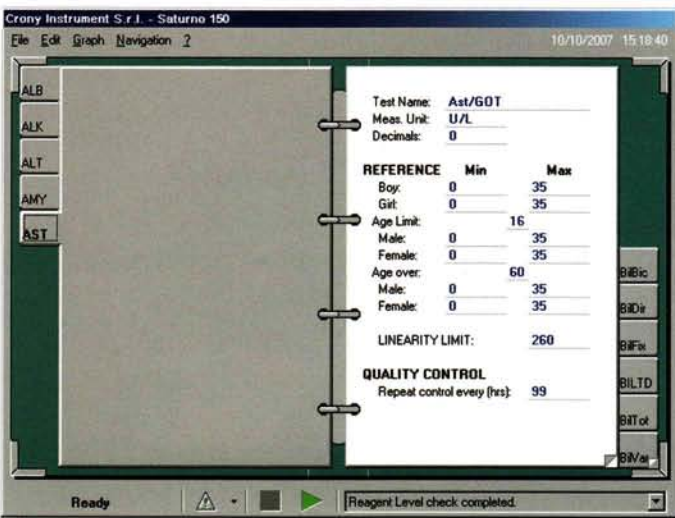 Crony Instrument S.r.l. - Saturno 150
File Edit Graph Navigation ?
10/10/2007 15:18:40
ALB
ALK
ALT
AMY
AST
Test Name: Ast/GOT
Meas. Unit: U/L
Decimals: 0
REFERENCE Min Max
Boy: 0 35
Girl: 0 35
Age Limit: 16
Male: 0 35
Female: 0 35
Age over: 60
Male: 0 35
Female: 0 35
LINEARITY LIMIT: 260
QUALITY CONTROL
Repeat control every (hrs): 99
BilBic
BilDir
BilFix
BILTD
BilTot
BilVar
Ready
Reagent Level check completed.